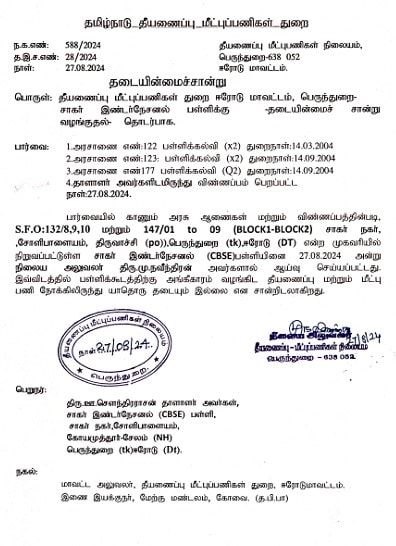 தமிழ்நாடு தீயணைப்பு மீட்புப்பணிகள் துறை
ந.க.எண்: 588/2024 தீயணைப்பு மீட்புபணிகள் நிலையம்,
த.இ.ச.எண்: 28/2024 பெருந்துறை-638 052
நாள்: 27.08.2024 ஈரோடு மாவட்டம்.
தடையின்மைச்சான்று
பொருள்: தீயணைப்பு மீட்புபணிகள் துறை ஈரோடு மாவட்டம், பெருந்துறை-
சாகர் இண்டர்நேசனல் பள்ளிக்கு -தடையின்மைச் சான்று
வழங்குதல்- தொடர்பாக.
பார்வை: 1.அரசாணை எண்:122 பள்ளிக்கல்வி (x2) துறைநாள்:14.03.2004
2.அரசாணை எண்:123: பள்ளிக்கல்வி (x2) துறைநாள்:14.09.2004
3.அரசாணை எண்177 பள்ளிக்கல்வி (Q2) துறைநாள்:14.09.2004
4.தாளாளர் அவர்களிடமிருந்து விண்ணப்பம் பெறப்பட்ட
நாள்:27.08.2024.
பார்வையில் காணும் அரசு ஆணைகள் மற்றும் விண்ணப்பத்தின்படி,
S.F.O:132/8,9,10 மற்றும் 147/01 to 09 (BLOCK1-BLOCK2) சாகர் நகர்
,சோளிபாளையம், திருவாச்சி (po)),பெருந்துறை (tk),ஈரோடு (DT) என்ற முகவரியில்
நிறுவப்பட்டுள்ள சாகர் இண்டர்நேசனல் (CBSE)பள்ளியினை 27.08.2024 அன்று
நிலைய அலுவலர் திரு.மு.நவீந்திரன் அவர்களால் ஆய்வு செய்யப்பட்டது.
இவ்விடத்தில் பள்ளிக்கூடத்திற்கு அங்கீகாரம் வழங்கிட தீயணைப்பு மற்றும் மீட்பு
பணி நோக்கிலிருந்து யாதொரு தடையும் இல்லை என சான்றிடலாகிறது.
தீயணைப்பு மீட்புப்பணிகள் நிலையம்
நாள் 27/08/24.
பெருந்துறை.
நிலைய அலுவலர்
தீயணைப்பு -மீட்புப்பணிகள் நிலையம்
பெருந்துறை - 638 052.
பெறுநர்:
திரு.ஊ.சௌந்திரராசன் தாளாளர் அவர்கள்,
சாகர் இண்டர்நேசனல் (CBSE) பள்ளி,
சாகர் நகர்,சோளிபாளையம்,
கோயமுத்தூர்-சேலம் (NH)
பெருந்துறை (tk)ஈரோடு (Dt).
நகல்:
மாவட்ட அலுவலர், தீயணைப்பு மீட்புபணிகள் துறை, ஈரோடுமாவட்டம்.
இணை இயக்குநர், மேற்கு மண்டலம், கோவை. (த.பி.பா)